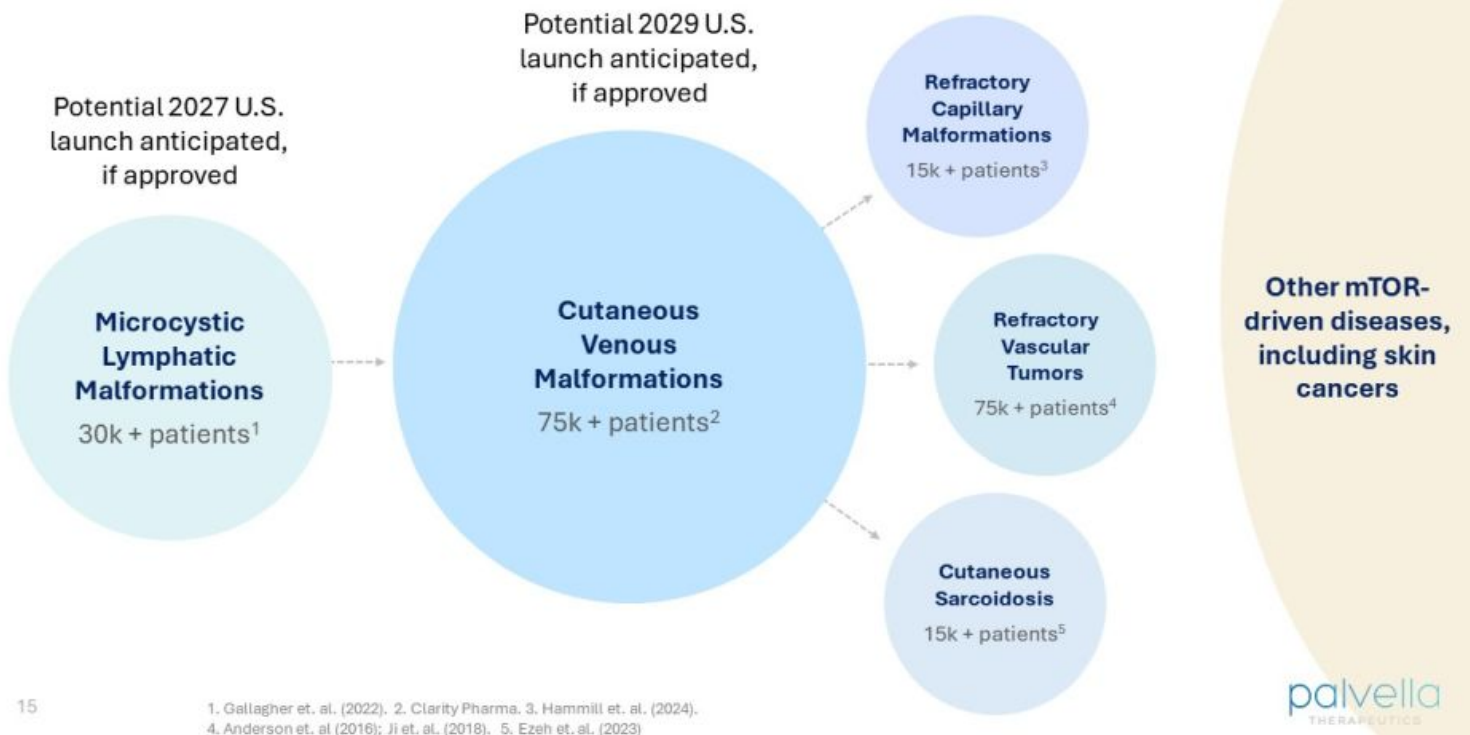 Potential 2027 U.S.
launch anticipated,
if approved
Microcystic
Lymphatic
Malformations
30k + patients¹
Potential 2029 U.S.
launch anticipated,
if approved
Cutaneous
Venous
Malformations
75k + patients²
Refractory
Capillary
Malformations
15k + patients³
Refractory
Vascular
Tumors
75k + patients⁴
Cutaneous
Sarcoidosis
15k + patients⁵
Other mTOR-
driven diseases,
including skin
cancers
15
1. Gallagher et. al. (2022). 2. Clarity Pharma. 3. Hammill et. al. (2024).
4. Anderson et. al (2016); Ji et. al. (2018). 5. Ezeh et. al. (2023)
palvella
THERAPEUTICS